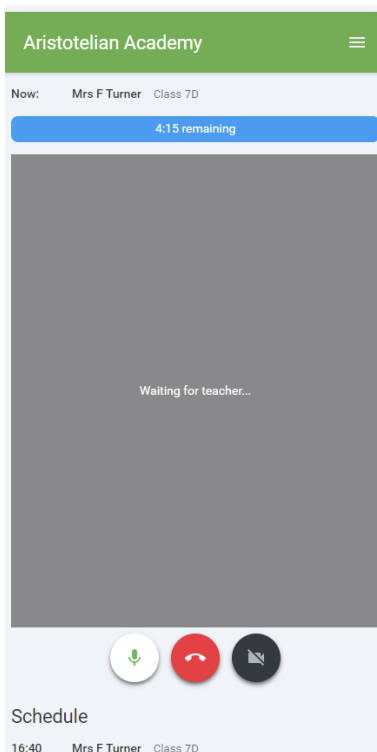 Aristotelian Academy
Now: Mrs F Turner Class 7D
4:15 remaining
Waiting for teacher...
Schedule
16:40 Mrs F Turner Class 7D